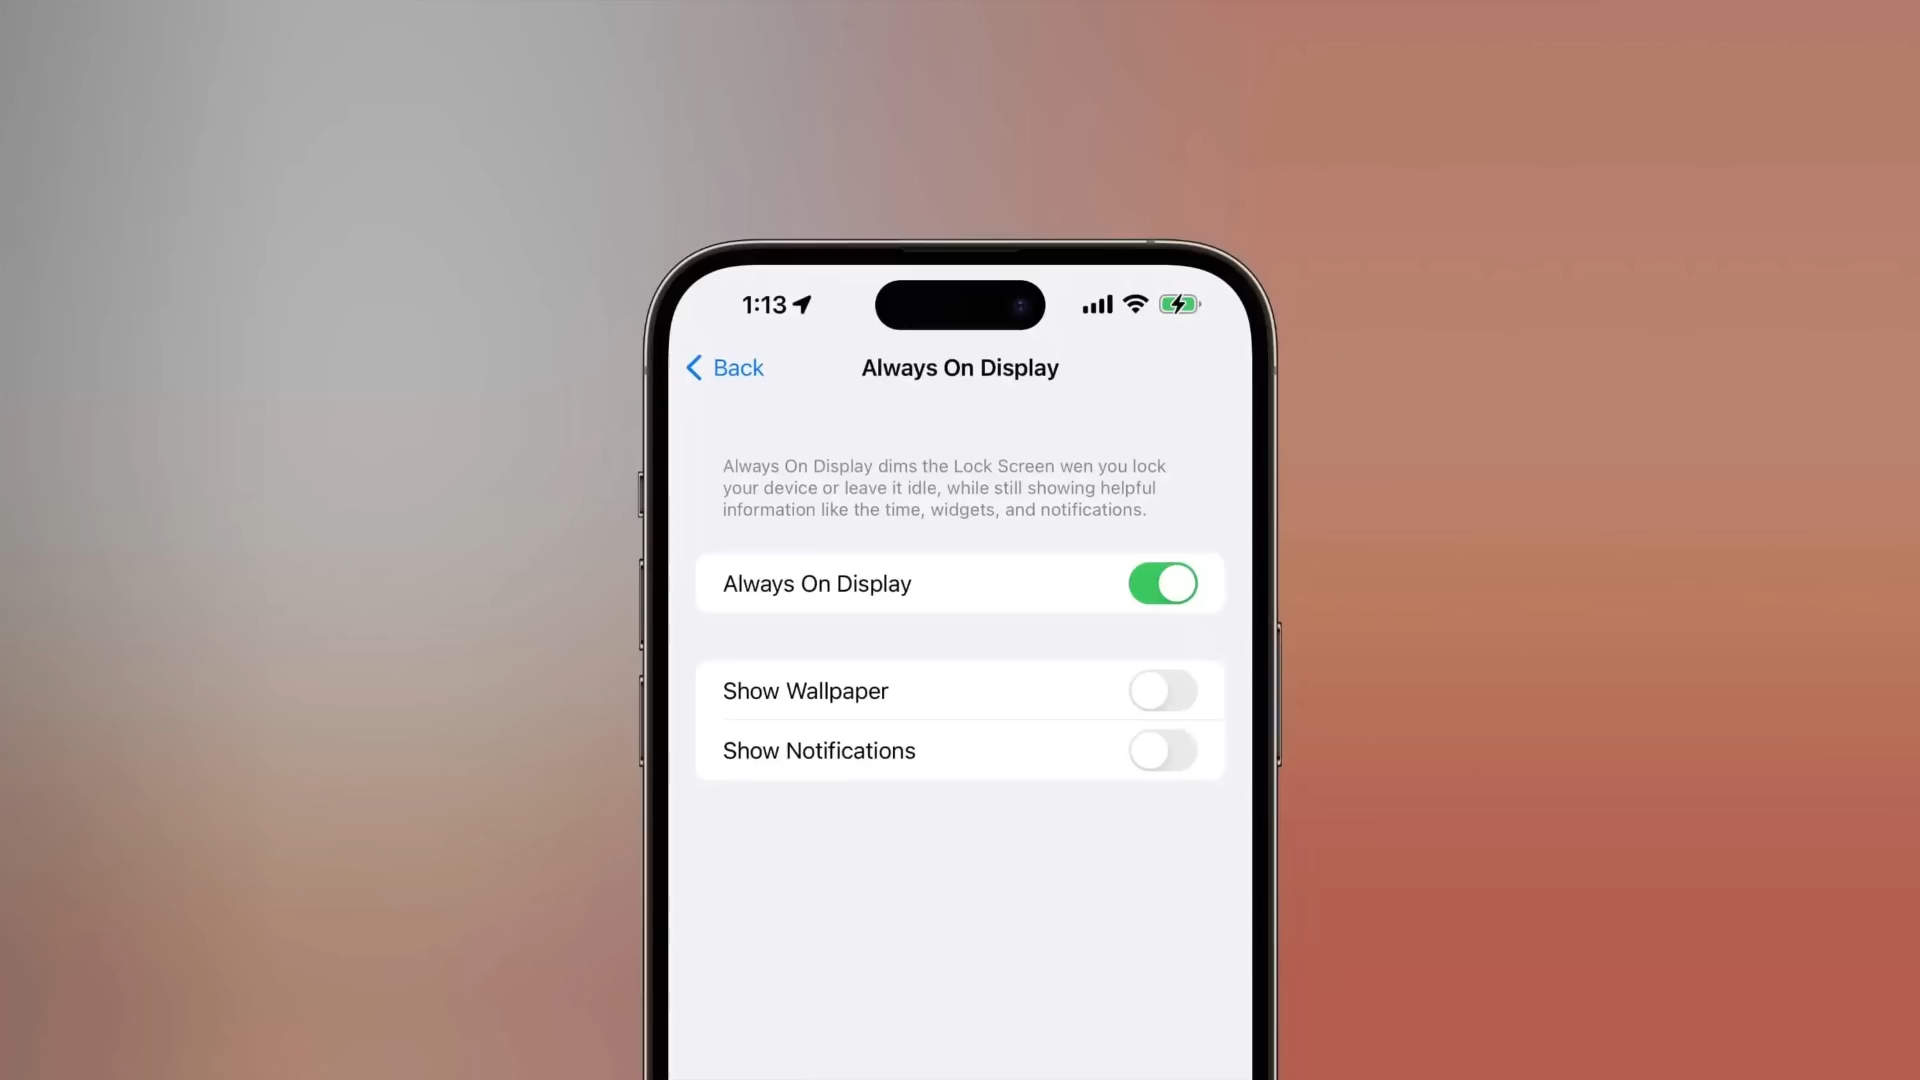 1:13
Back
Always On Display
Always On Display dims the Lock Screen wen you lock
your device or leave it idle, while still showing helpful
information like the time, widgets, and notifications.
Always On Display
Show Wallpaper
Show Notifications